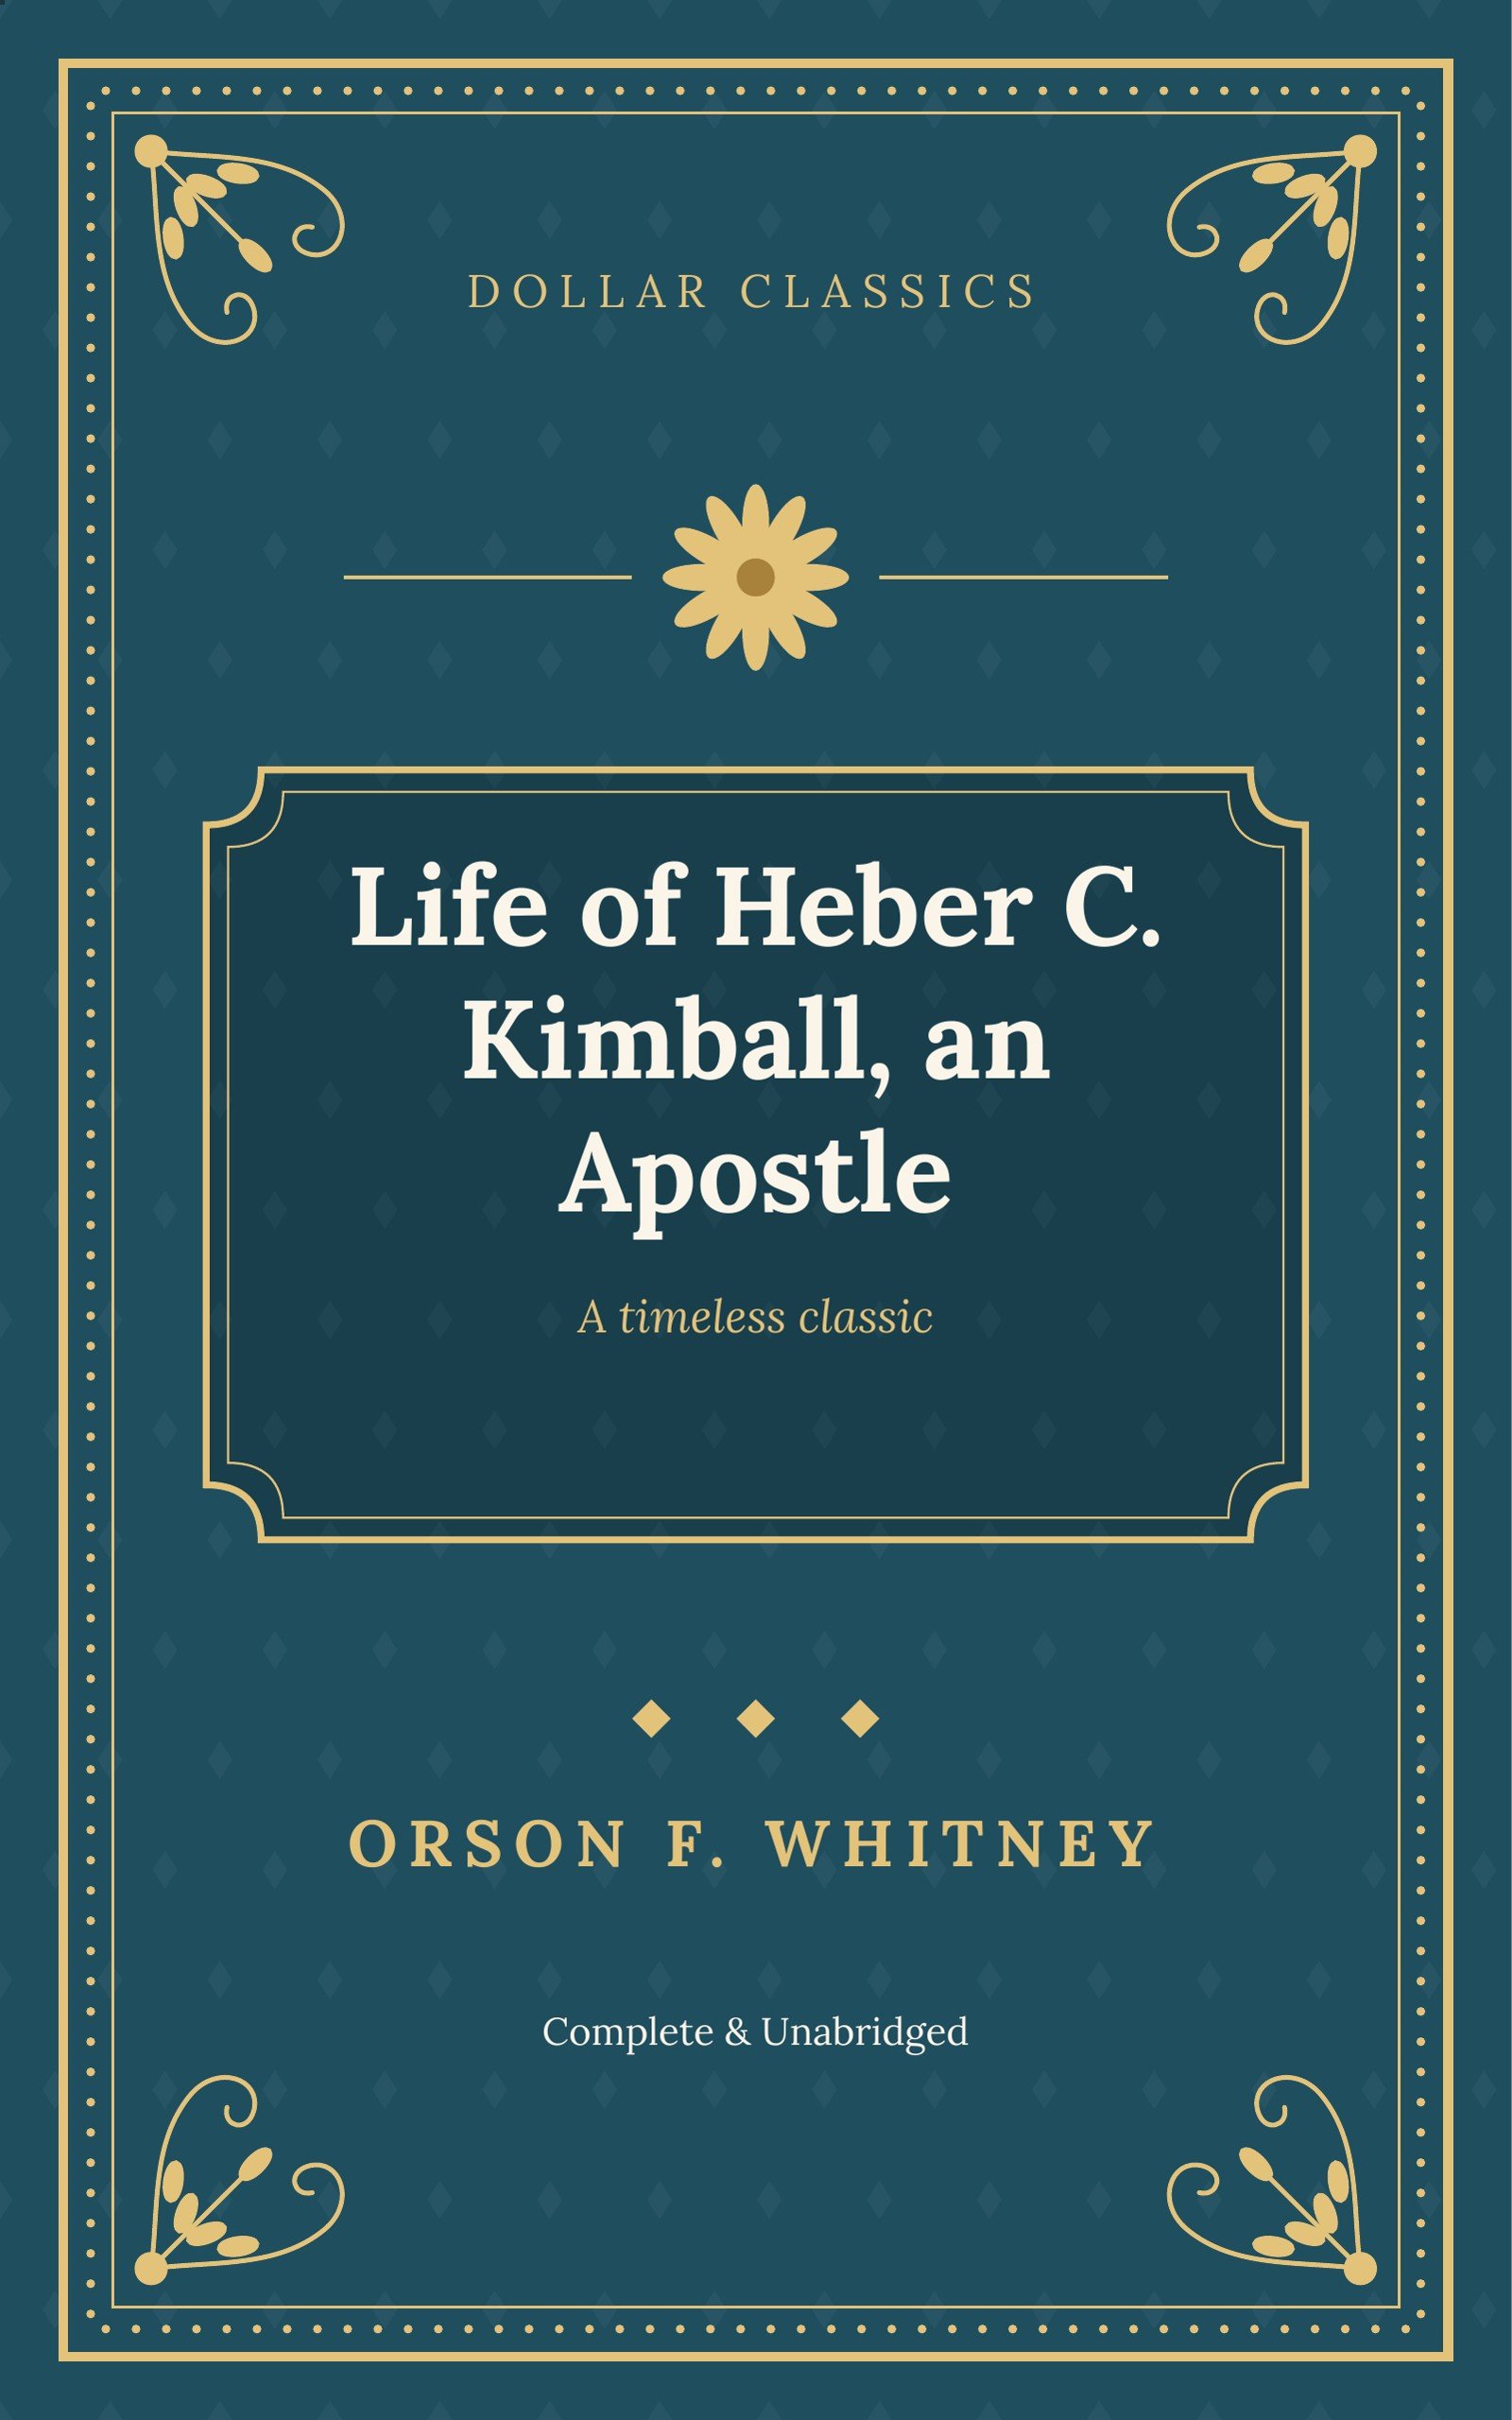 DOLLAR CLASSICS
Life of Heber C.
Kimball, an
Apostle
A timeless classic
ORSON F. WHITNEY
Complete & Unabridged